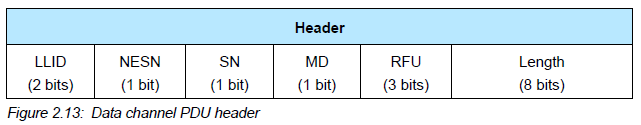 Header
LLID NESN SN MD RFU Length
(2 bits) (1 bit) (1 bit) (1 bit) (3 bits) (8 bits)
Figure 2.13: Data channel PDU header